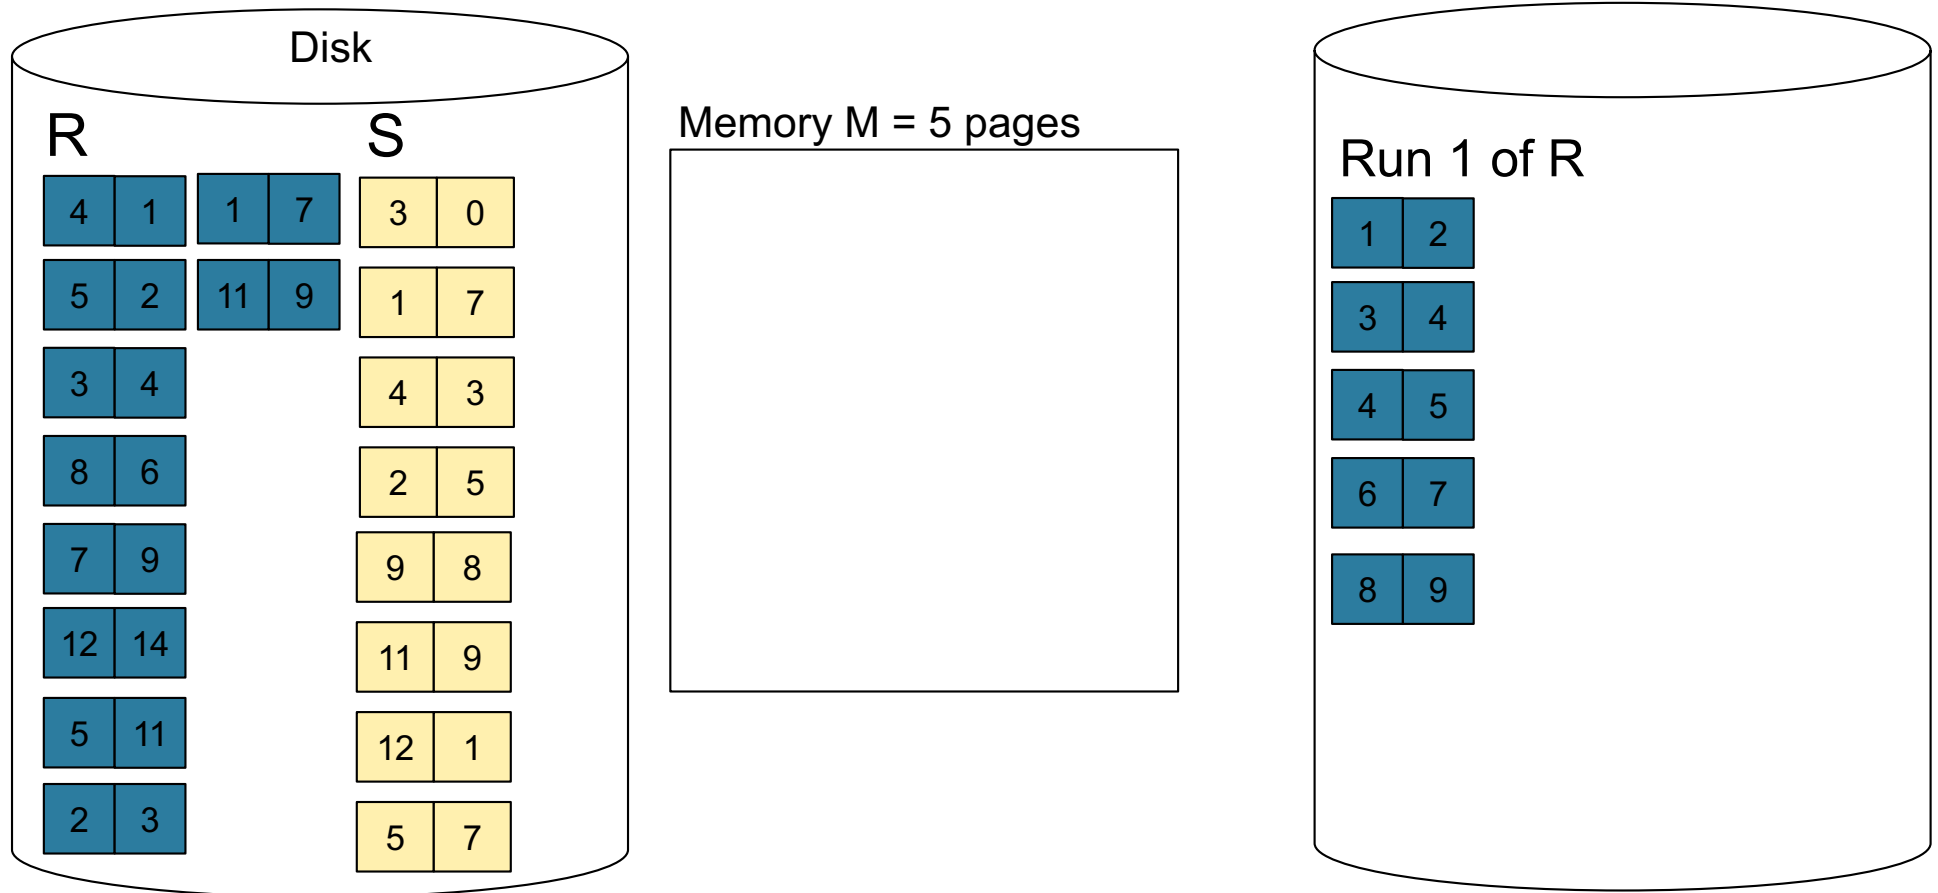 Disk
R S
4 1 1 7 3 0
5 2 11 9 1 7
3 4 4 3
8 6 2 5
7 9 9 8
12 14 11 9
5 11 12 1
2 3 5 7
Memory M = 5 pages
Run 1 of R
1 2
3 4
4 5
6 7
8 9